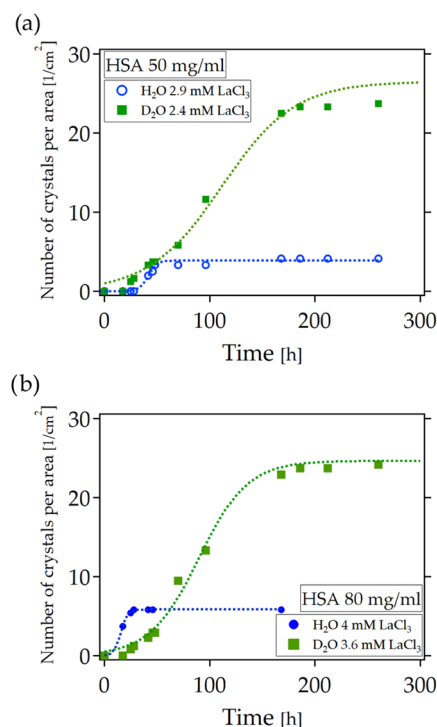 (a)
30
20
10
0
Number of crystals per area [1/cm²]
HSA 50 mg/ml
H₂O 2.9 mM LaCl₃
D₂O 2.4 mM LaCl₃
0 100 200 300
Time [h]
(b)
30
20
10
0
Number of crystals per area [1/cm²]
HSA 80 mg/ml
H₂O 4 mM LaCl₃
D₂O 3.6 mM LaCl₃
0 100 200 300
Time [h]